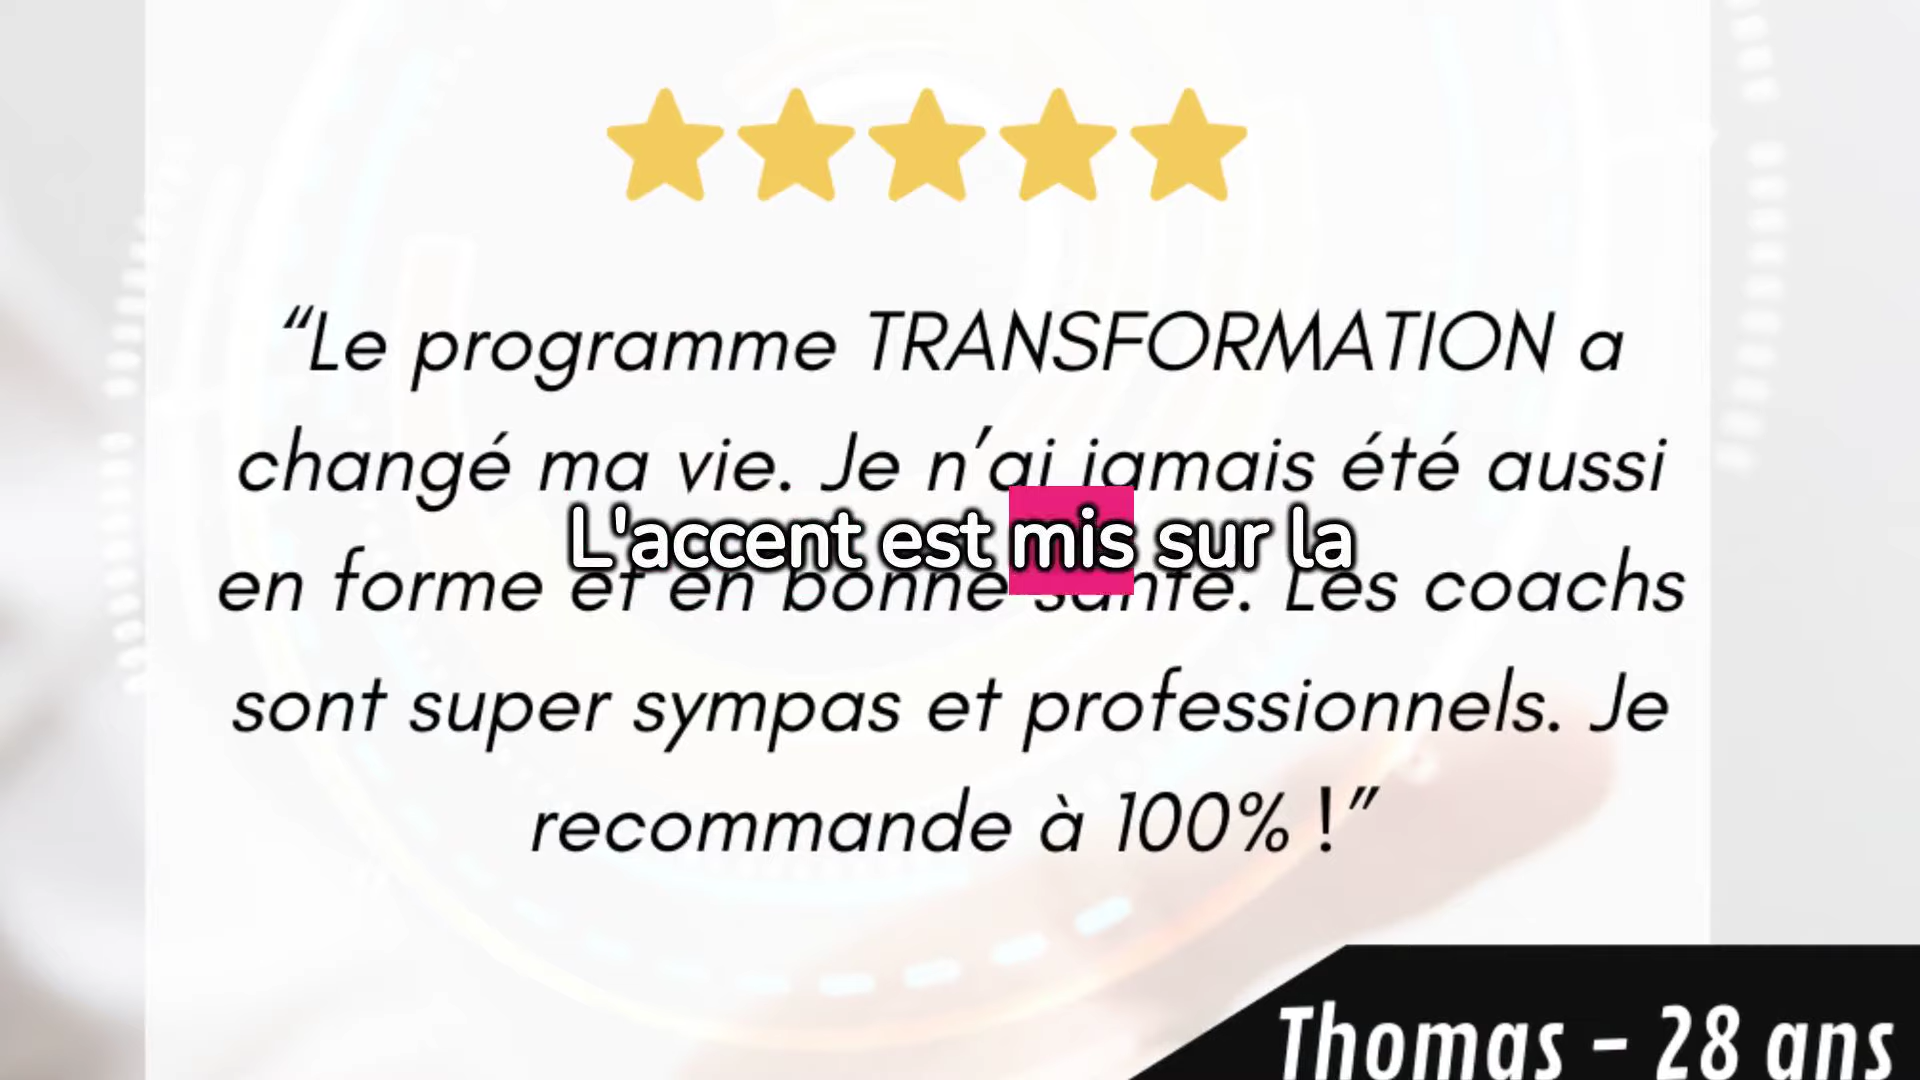 “Le programme TRANSFORMATION a
changé ma vie. Je n’ai jamais été aussi
L'accent est mis sur la
en forme et en bonne santé. Les coachs
sont super sympas et professionnels. Je
recommande à 100% !”
Thomas – 28 ans